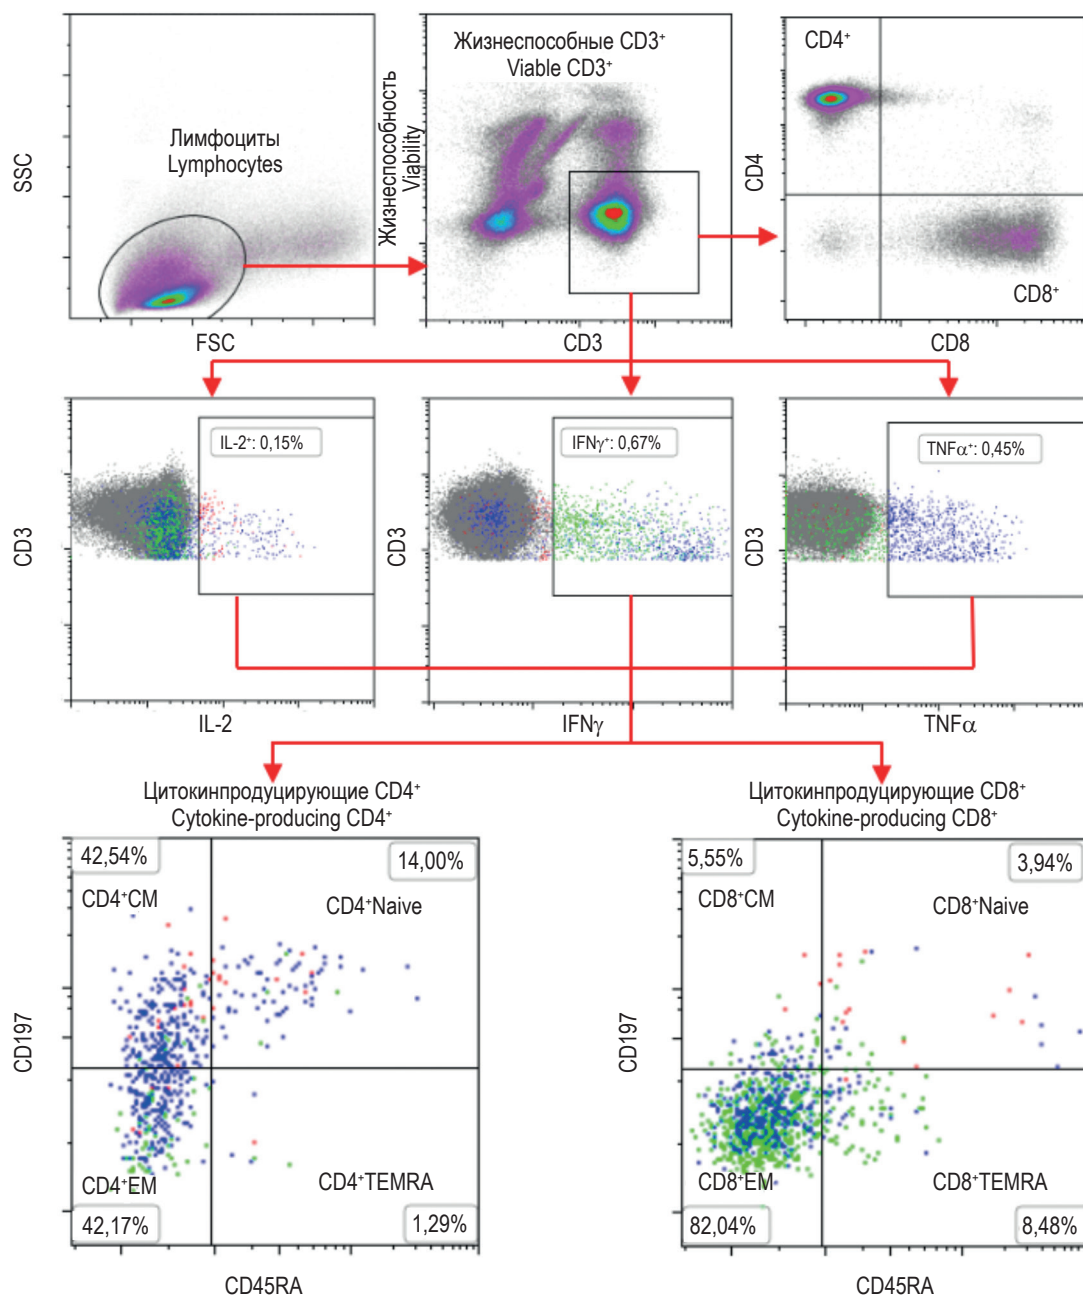 SSC
Лимфоциты
Lymphocytes
FSC
Жизнеспособность
Viability
Жизнеспособные CD3⁺
Viable CD3⁺
CD3
CD4
CD4⁺
CD8⁺
CD8
CD3
IL-2⁺: 0,15%
IL-2
CD3
IFNγ⁺: 0,67%
IFNγ
CD3
TNFα⁺: 0,45%
TNFα
Цитокинпродуцирующие CD4⁺
Cytokine-producing CD4⁺
42,54%
14,00%
CD4⁺CM
CD4⁺Naive
CD197
CD4⁺EM
CD4⁺TEMRA
42,17%
1,29%
CD45RA
Цитокинпродуцирующие CD8⁺
Cytokine-producing CD8⁺
5,55%
3,94%
CD8⁺CM
CD8⁺Naive
CD197
CD8⁺EM
CD8⁺TEMRA
82,04%
8,48%
CD45RA